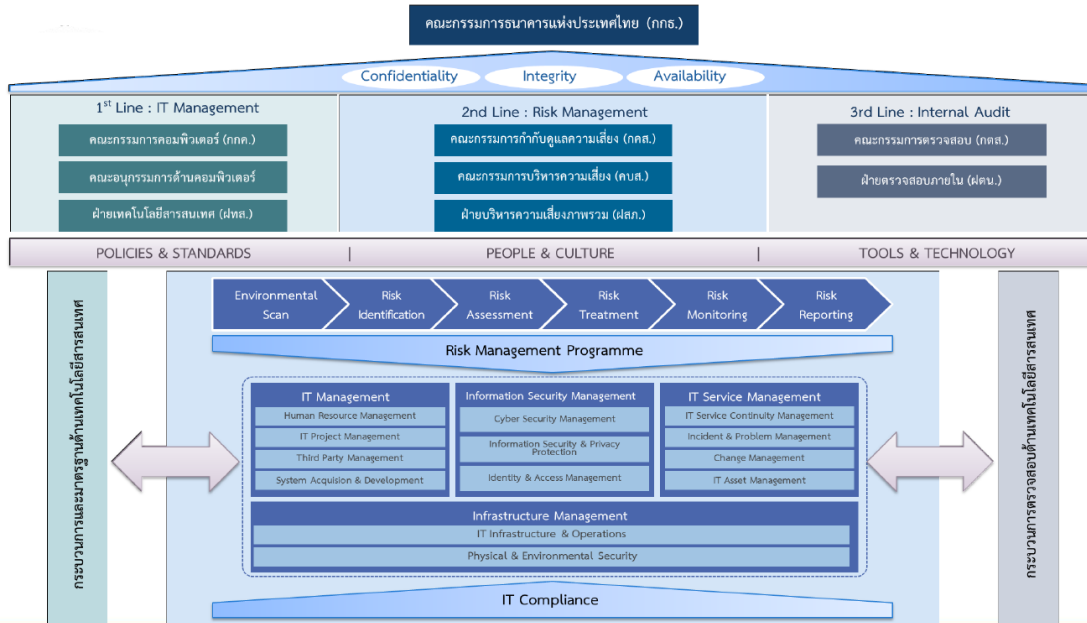 คณะกรรมการธนาคารแห่งประเทศไทย (กกธ.)
Confidentiality
Integrity
Availability
1st Line : IT Management
คณะกรรมการคอมพิวเตอร์ (กกค.)
คณะอนุกรรมการด้านคอมพิวเตอร์
ฝ่ายเทคโนโลยีสารสนเทศ (ฝทส.)
2nd Line : Risk Management
คณะกรรมการกำกับดูแลความเสี่ยง (กคส.)
คณะกรรมการบริหารความเสี่ยง (คบส.)
ฝ่ายบริหารความเสี่ยงภาพรวม (ฝสภ.)
3rd Line : Internal Audit
คณะกรรมการตรวจสอบ (กตส.)
ฝ่ายตรวจสอบภายใน (ฝตน.)
POLICIES & STANDARDS | PEOPLE & CULTURE | TOOLS & TECHNOLOGY
กระบวนการและมาตรฐานด้านเทคโนโลยีสารสนเทศ
Environmental
Scan
Risk
Identification
Risk
Assessment
Risk
Treatment
Risk
Monitoring
Risk
Reporting
Risk Management Programme
IT Management
Human Resource Management
IT Project Management
Third Party Management
System Acquision & Development
Information Security Management
Cyber Security Management
Information Security & Privacy
Protection
Identity & Access Management
IT Service Management
IT Service Continuity Management
Incident & Problem Management
Change Management
IT Asset Management
Infrastructure Management
IT Infrastructure & Operations
Physical & Environmental Security
IT Compliance
กระบวนการตรวจสอบด้านเทคโนโลยีสารสนเทศ